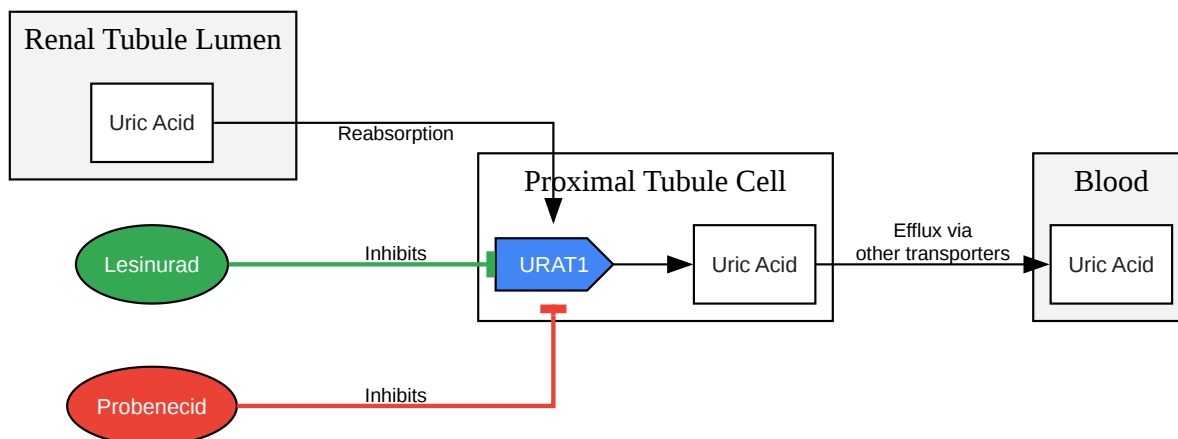 Renal Tubule Lumen
Uric Acid
Reabsorption
Proximal Tubule Cell
Blood
Lesinurad
Inhibits
URAT1
Uric Acid
Efflux via
other transporters
Uric Acid
Probenecid
Inhibits